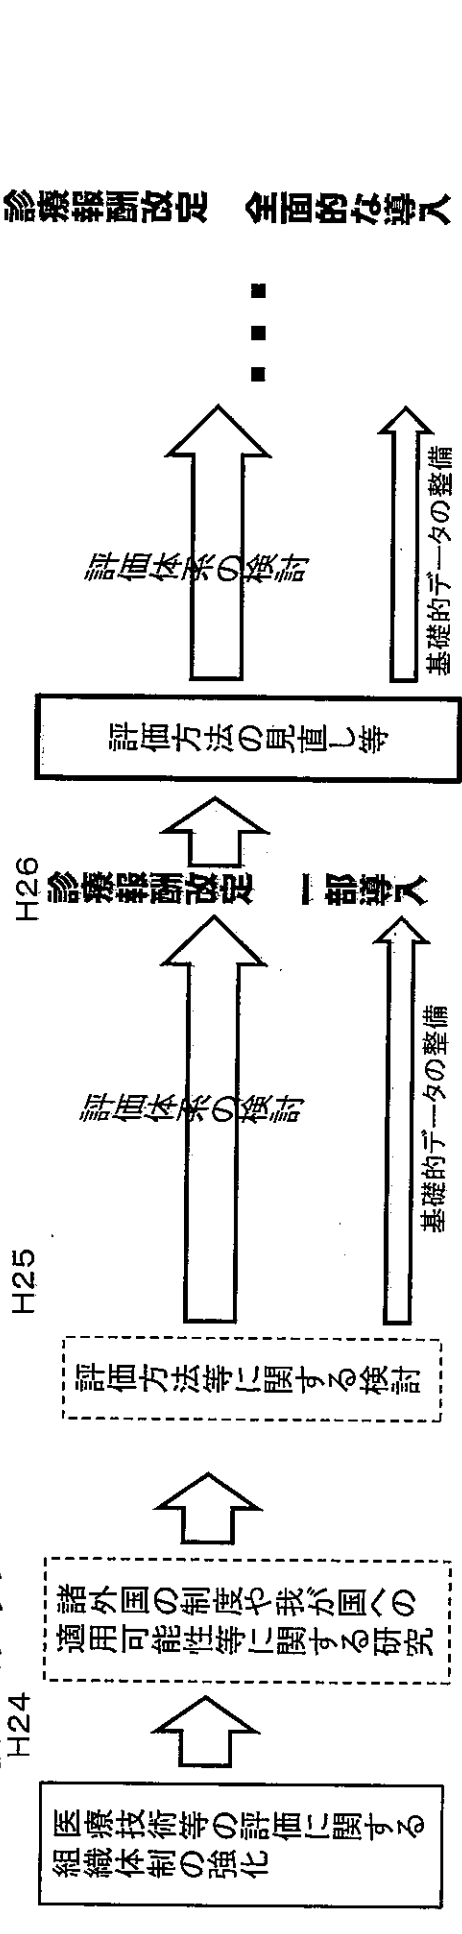 H24
医療技術等の評価に関する
組織体制の強化
諸外国の制度や我が国への
適用可能性等に関する研究
評価方法等に関する検討
H25
評価体系の検討
基礎的データの整備
H26
診療報酬改定 一部導入
評価方法の見直し等
評価体系の検討
基礎的データの整備
診療報酬改定 全面的な導入